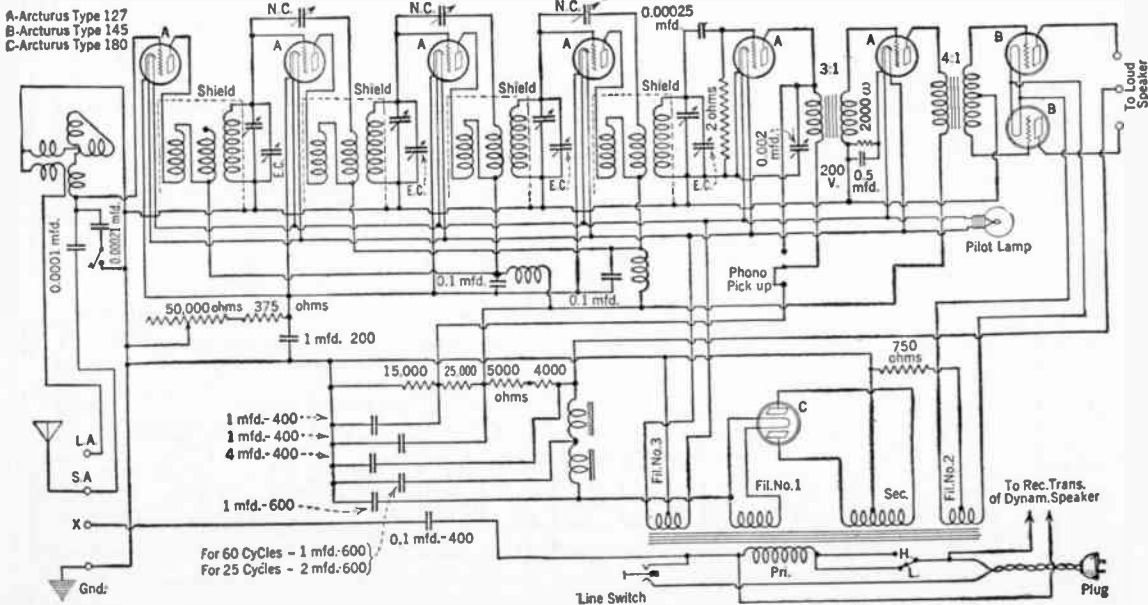 A-Arcturus Type 127
B-Arcturus Type 145
C-Arcturus Type 180
N.C.
N.C.
N.C.
0.00025
mfd.
A
A
A
A
A
A
B
B
3:1
4:1
To Loud
Speaker
Shield
Shield
Shield
Shield
E.C.
E.C.
E.C.
E.C.
2 ohms
0.002
mfd.
2000 ω
200
V.
0.5
mfd.
Pilot Lamp
0.0001 mfd.
0.00021 mfd.
0.1 mfd.
0.1 mfd.
Phono
Pick up
50,000 ohms
375
ohms
1 mfd. 200
15,000
25.000
5000
4000
ohms
750
ohms
1 mfd.-400
1 mfd.-400
4 mfd.-400
1 mfd.-600
C
Fil.No.3
Fil.No.1
Sec.
Fil.No.2
To Rec.Trans.
of Dynam.Speaker
L.A.
S.A
X
Gnd.
0,1 mfd.-400
For 60 CyCles - 1 mfd.-600
For 25 Cycles - 2 mfd.-600
Pri.
H.
L.
Line Switch
Plug